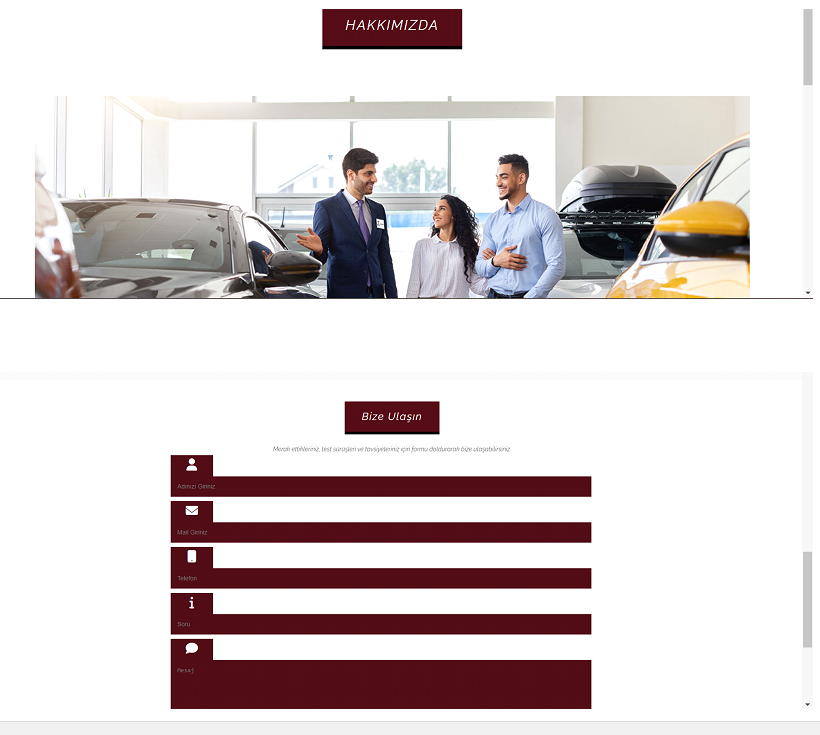 HAKKIMIZDA
Bize Ulaşın
Merak ettikleriniz, test sürüşleri ve tavsiyeleriniz için formu doldurarak bize ulaşabilirsiniz.
Adınızı Giriniz
Mail Giriniz
Telefon
Soru
Mesaj